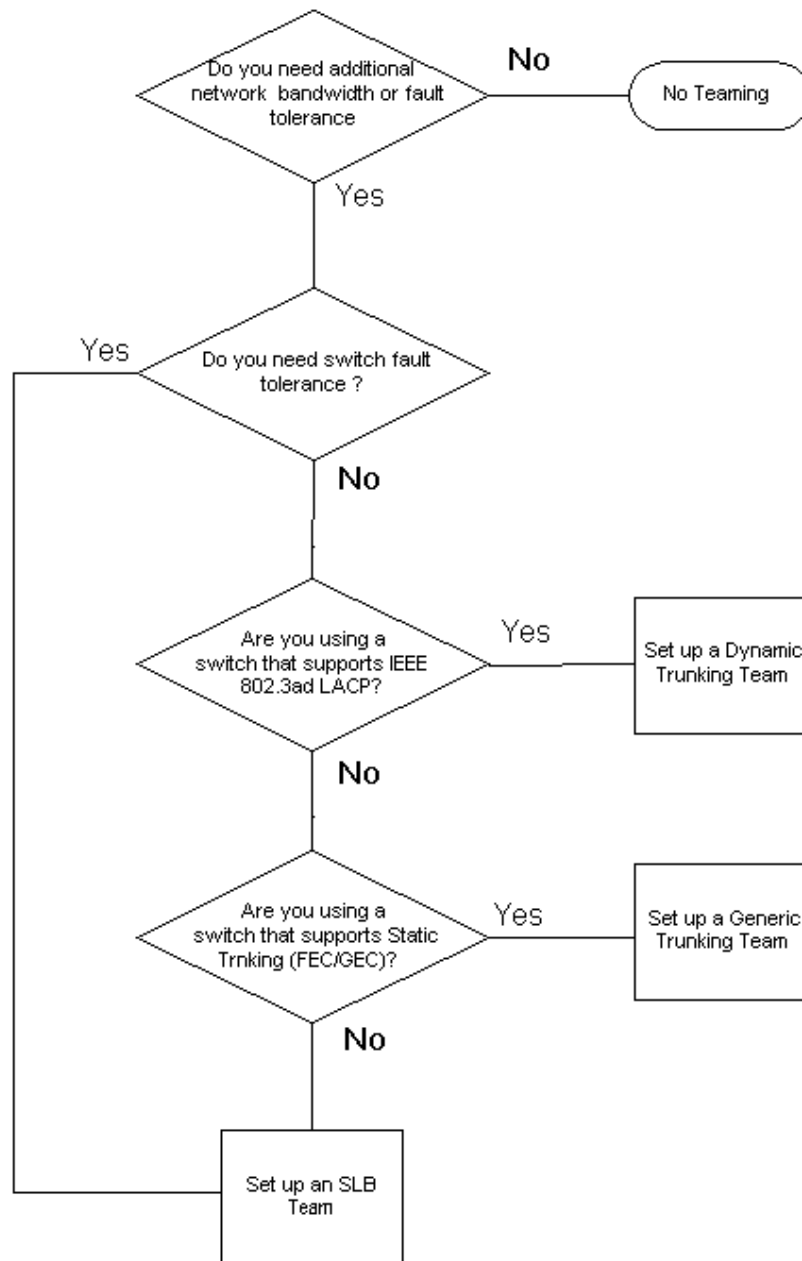 Do you need additional
network bandwidth or fault
tolerance
No
No Teaming
Yes
Yes
Do you need switch fault
tolerance ?
No
Are you using a
switch that supports IEEE
802.3ad LACP?
Yes
Set up a Dynamic
Trunking Team
No
Are you using a
switch that supports Static
Trnking (FEC/GEC)?
Yes
Set up a Generic
Trunking Team
No
Set up an SLB
Team